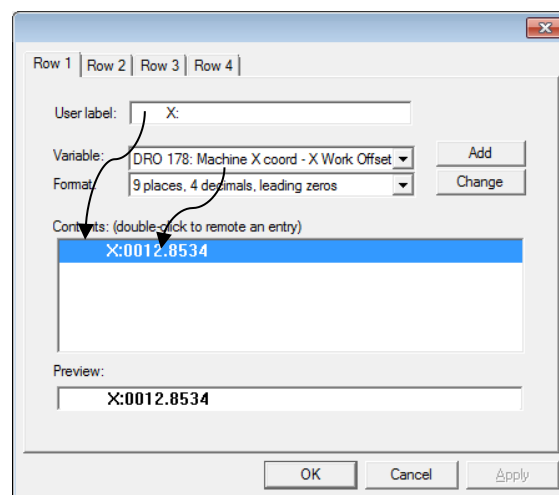 Row 1 Row 2 Row 3 Row 4
User label: X:
Variable: DRO 178: Machine X coord - X Work Offset Add
Format: 9 places, 4 decimals, leading zeros Change
Contents: (double-click to remote an entry)
X:0012.8534
Preview:
X:0012.8534
OK Cancel Apply